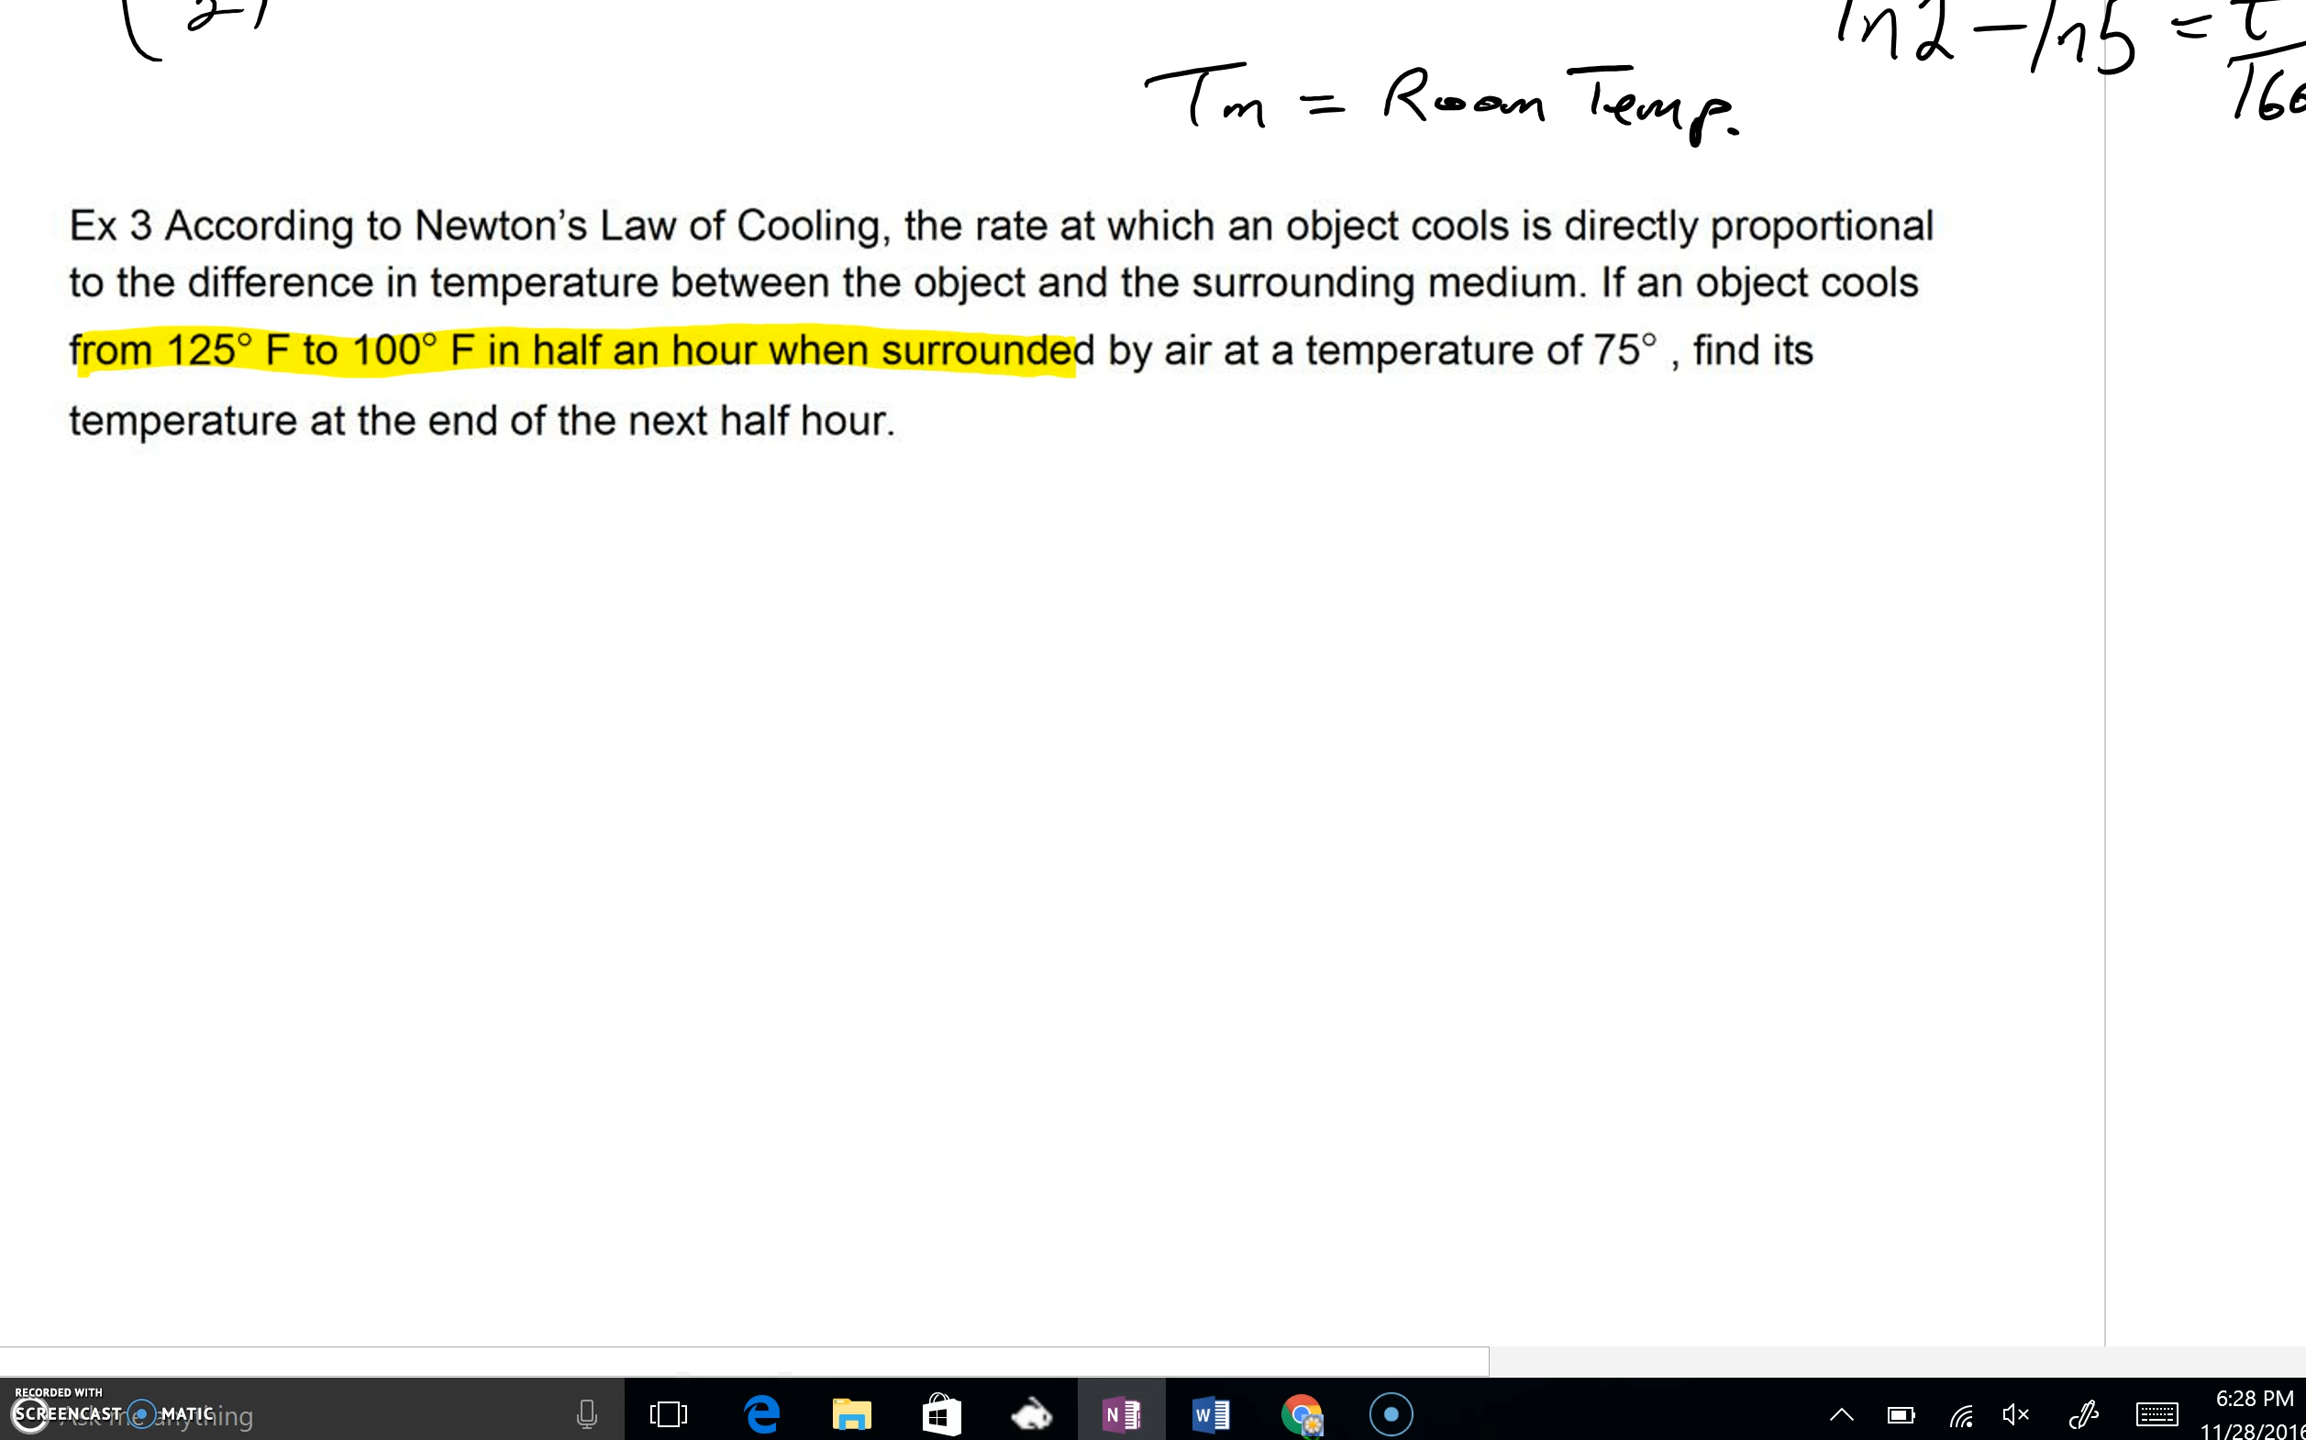 ln2-ln5=
Tm = Room Temp.
Ex 3 According to Newton’s Law of Cooling, the rate at which an object cools is directly proportional
to the difference in temperature between the object and the surrounding medium. If an object cools
from 125° F to 100° F in half an hour when surrounded by air at a temperature of 75° , find its
temperature at the end of the next half hour.
RECORDED WITH
SCREENCAST MATIC
6:28 PM